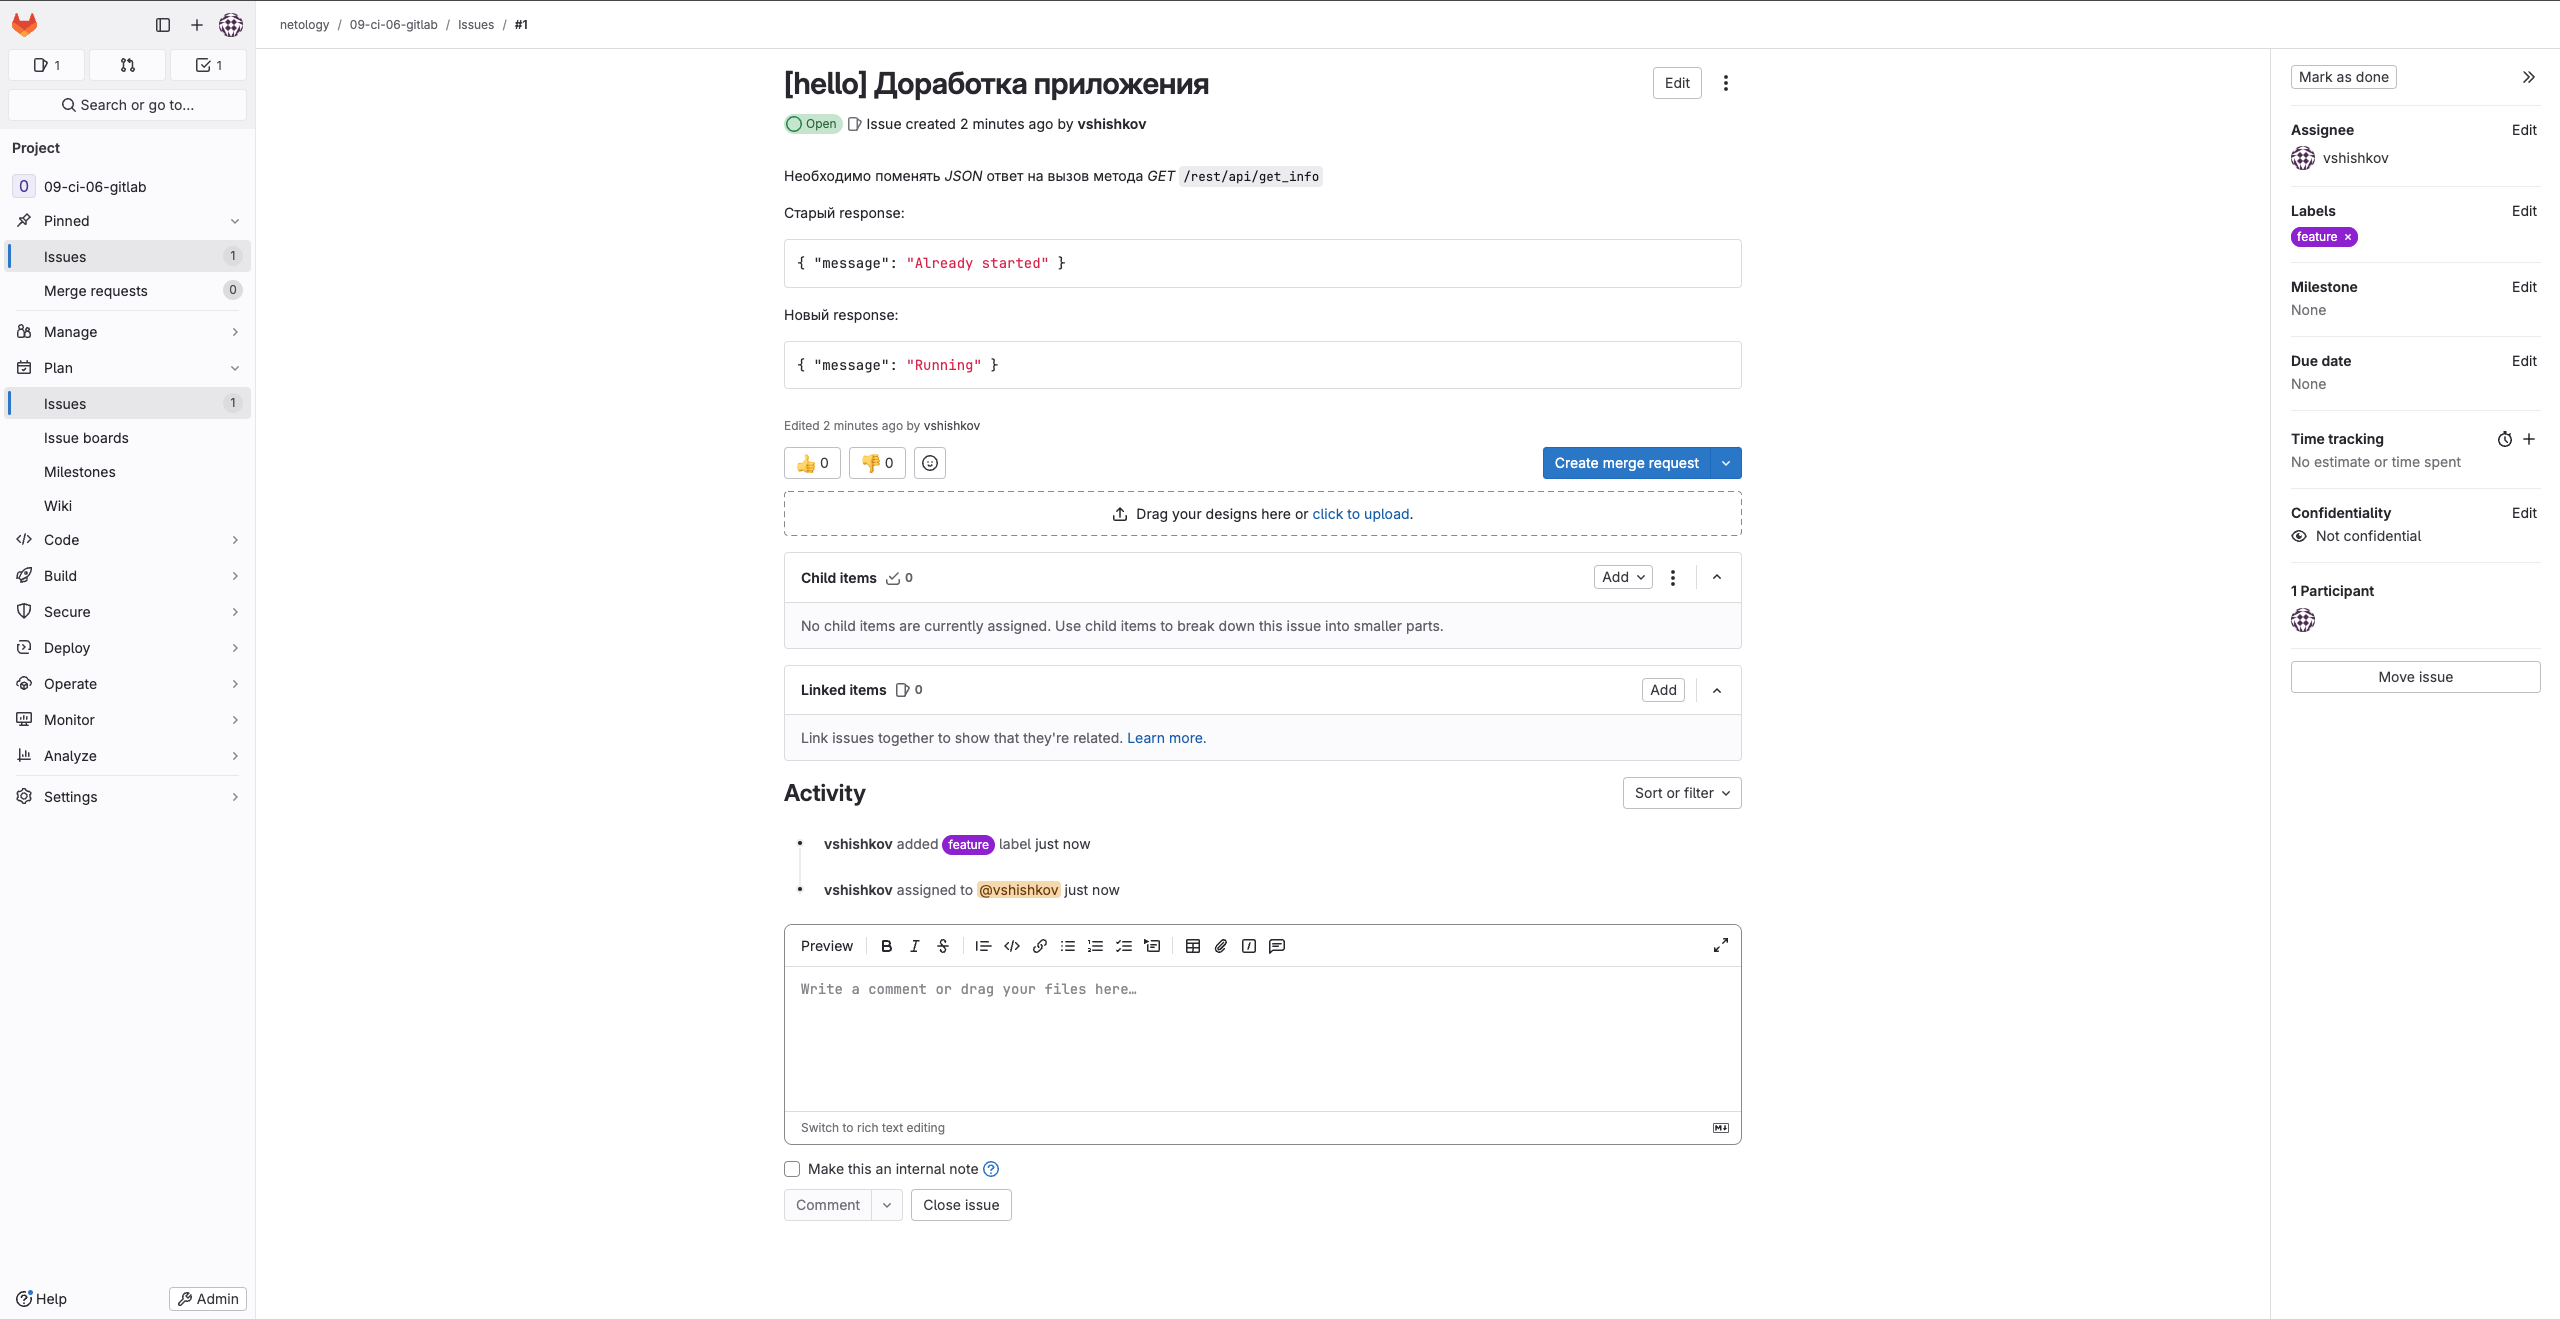 netology / 09-ci-06-gitlab / Issues / #1
1
1
Search or go to...
Project
0 09-ci-06-gitlab
Pinned
Issues 1
Merge requests 0
Manage
Plan
Issues 1
Issue boards
Milestones
Wiki
Code
Build
Secure
Deploy
Operate
Monitor
Analyze
Settings
Help
Admin
[hello] Доработка приложения
Edit
Open Issue created 2 minutes ago by vshishkov
Необходимо поменять JSON ответ на вызов метода GET /rest/api/get_info
Старый response:
{ "message": "Already started" }
Новый response:
{ "message": "Running" }
Edited 2 minutes ago by vshishkov
👍 0 👎 0
Create merge request
Drag your designs here or click to upload.
Child items 0
Add
No child items are currently assigned. Use child items to break down this issue into smaller parts.
Linked items 0
Add
Link issues together to show that they're related. Learn more.
Activity
Sort or filter
vshishkov added feature label just now
vshishkov assigned to @vshishkov just now
Preview B I S
Write a comment or drag your files here…
Switch to rich text editing
Make this an internal note ?
Comment
Close issue
Mark as done
Assignee Edit
vshishkov
Labels Edit
feature ×
Milestone Edit
None
Due date Edit
None
Time tracking
No estimate or time spent
Confidentiality Edit
Not confidential
1 Participant
Move issue